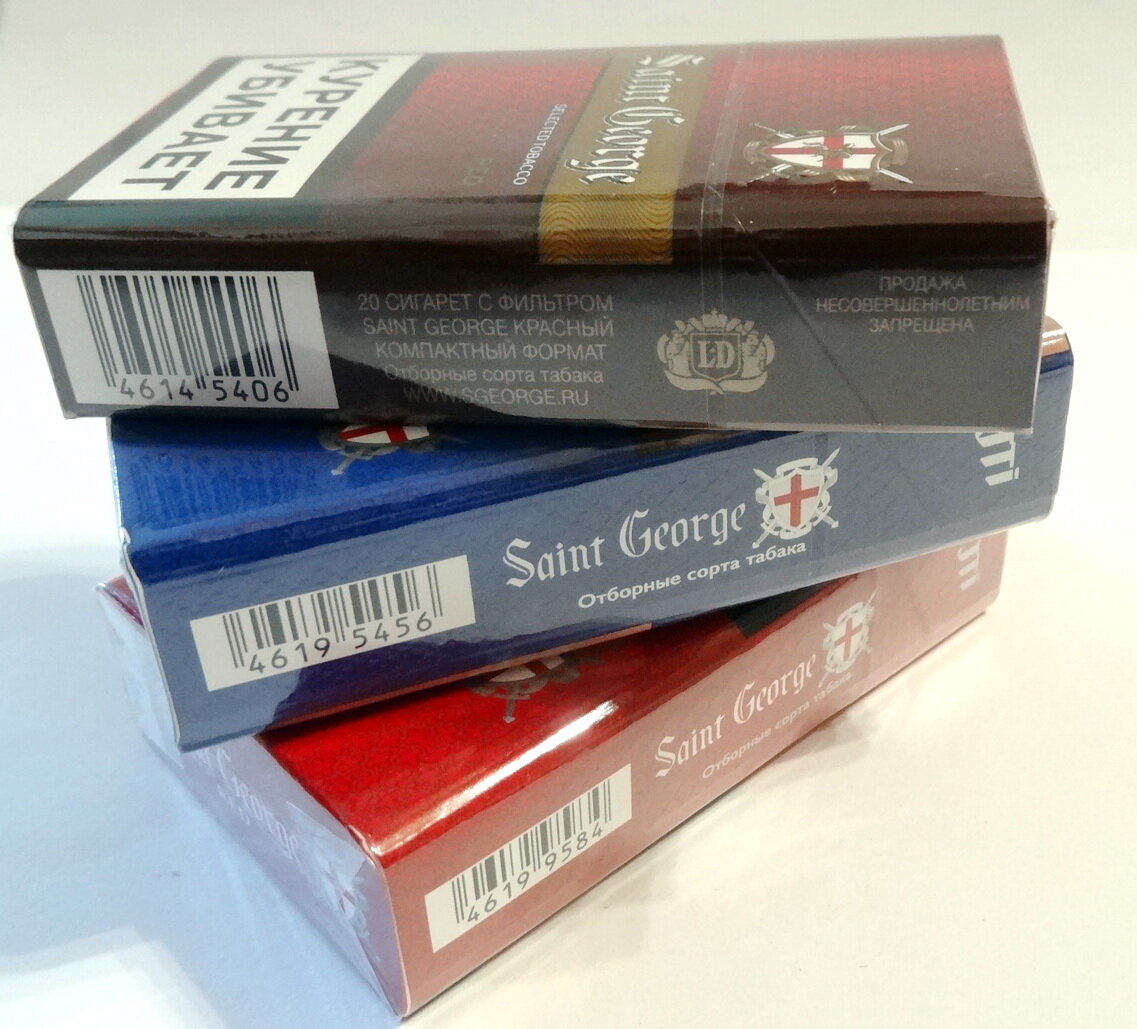 КУРЕНИЕ
УБИВАЕТ
SELECTED TOBACCO
RED
Saint George
4614 5406
20 СИГАРЕТ С ФИЛЬТРОМ
SAINT GEORGE КРАСНЫЙ
КОМПАКТНЫЙ ФОРМАТ
Отборные сорта табака
WWW.SGEORGE.RU
LD
ПРОДАЖА
НЕСОВЕРШЕННОЛЕТНИМ
ЗАПРЕЩЕНА
4619 5456
Saint George
Отборные сорта табака
4619 9584
Saint George
Отборные сорта табака
George